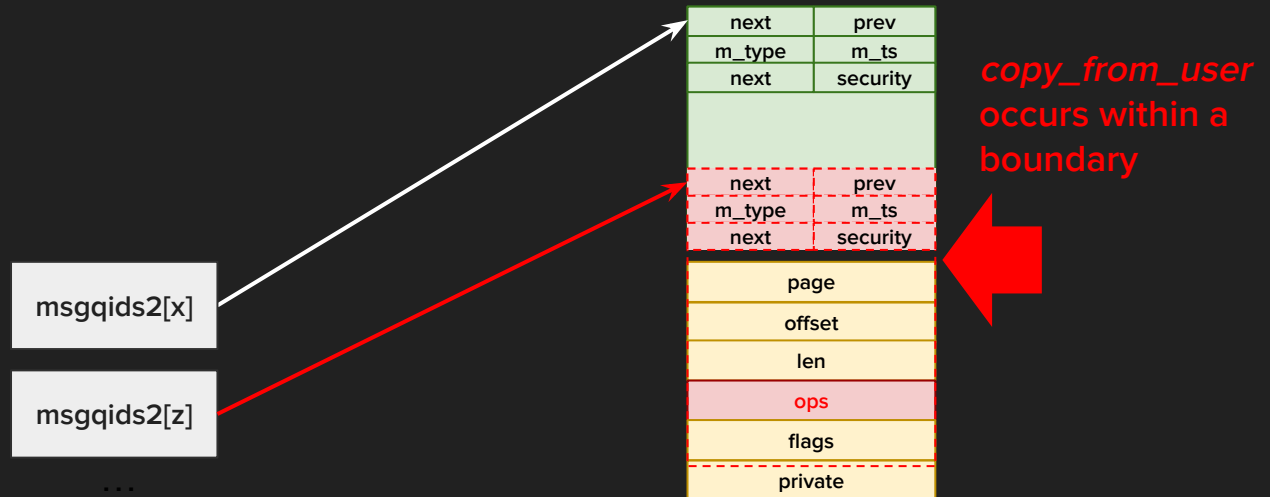 next prev
m_type m_ts
next security
copy_from_user
occurs within a
boundary
next prev
m_type m_ts
next security
msgqids2[x]
page
offset
len
msgqids2[z]
ops
flags
...
private